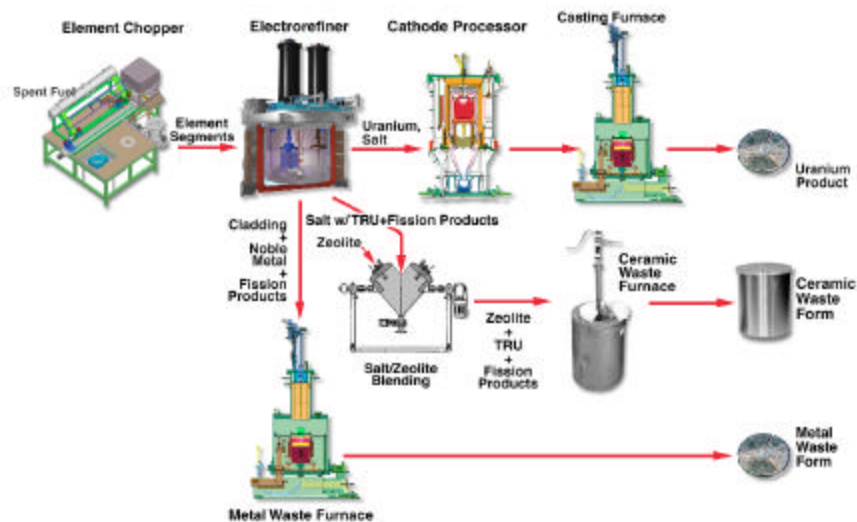 Element Chopper
Electrorefiner
Cathode Processor
Casting Furnace
Spent Fuel
Element
Segments
Uranium,
Salt
Uranium
Product
Cladding
+
Noble
Metal
+
Fission
Products
Salt w/TRU+Fission Products
Zeolite
Salt/Zeolite
Blending
Zeolite
+
TRU
+
Fission
Products
Ceramic
Waste
Furnace
Ceramic
Waste
Form
Metal Waste Furnace
Metal
Waste
Form